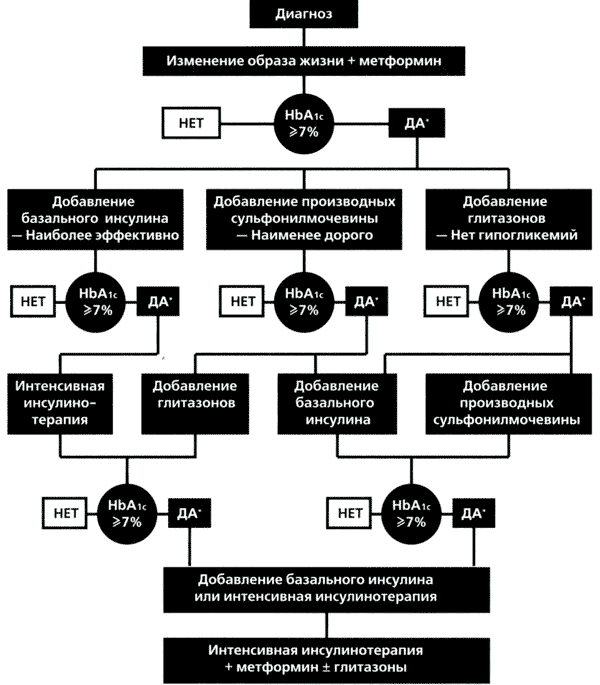 Диагноз
Изменение образа жизни + метформин
НЕТ
HbA1c
≥7%
ДА*
Добавление
базального инсулина
— Наиболее эффективно
Добавление производных
сульфонилмочевины
— Наименее дорого
Добавление
глитазонов
— Нет гипогликемий
НЕТ
HbA1c
≥7%
ДА*
НЕТ
HbA1c
≥7%
ДА*
НЕТ
HbA1c
≥7%
ДА*
Интенсивная
инсулино-
терапия
Добавление
глитазонов
Добавление
базального
инсулина
Добавление
производных
сульфонилмочевины
НЕТ
HbA1c
≥7%
ДА*
НЕТ
HbA1c
≥7%
ДА*
Добавление базального инсулина
или интенсивная инсулинотерапия
Интенсивная инсулинотерапия
+ метформин ± глитазоны